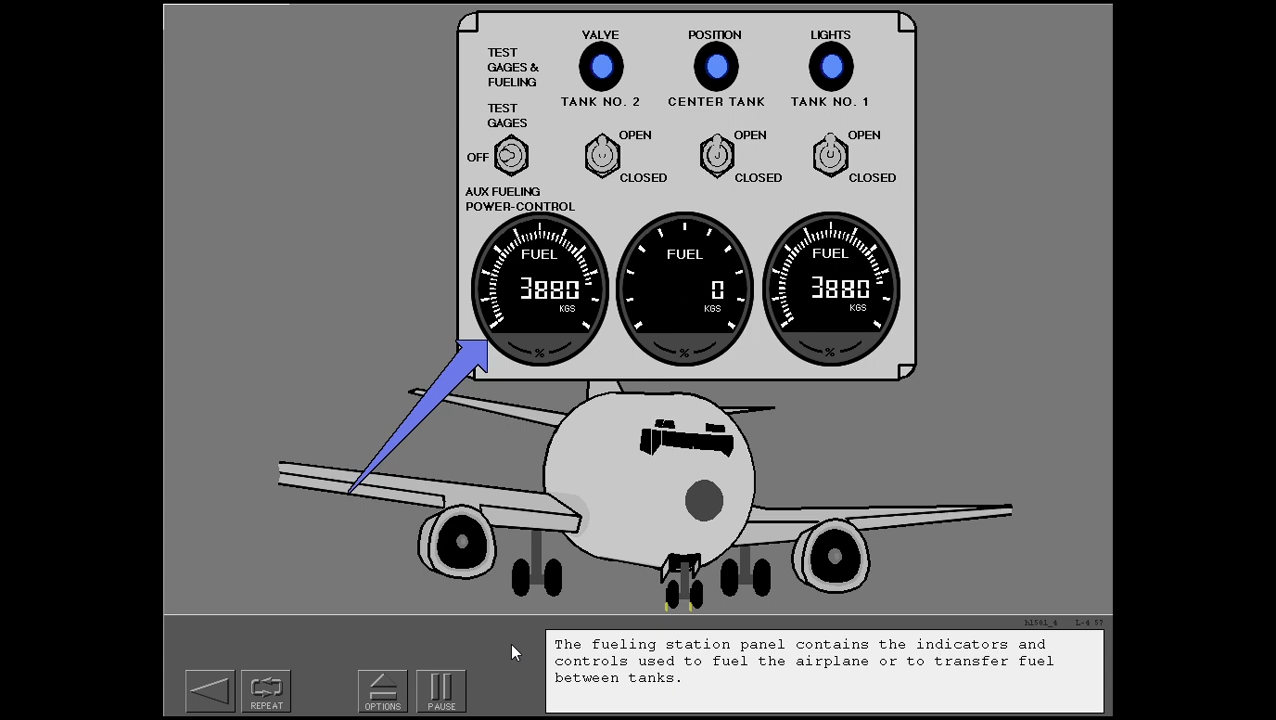 VALVE
POSITION
LIGHTS
TEST
GAGES &
FUELING
TANK NO. 2
CENTER TANK
TANK NO. 1
TEST
GAGES
OPEN
OPEN
OPEN
OFF
CLOSED
CLOSED
CLOSED
AUX FUELING
POWER-CONTROL
FUEL
FUEL
FUEL
3880
0
3880
KGS
KGS
KGS
%
%
%
The fueling station panel contains the indicators and
controls used to fuel the airplane or to transfer fuel
between tanks.
REPEAT
OPTIONS
PAUSE